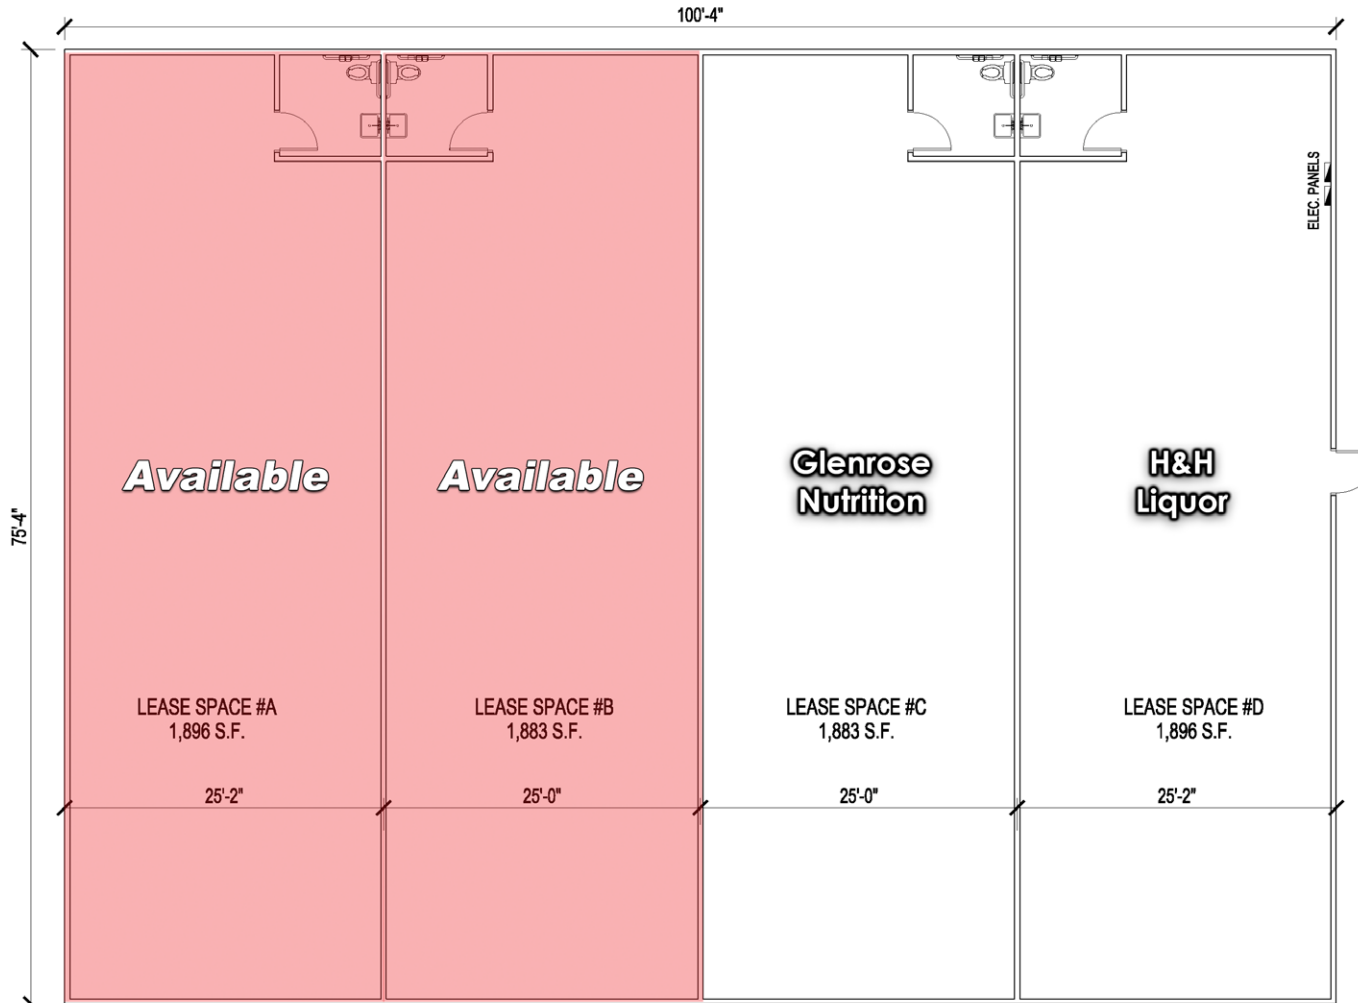 100'-4"
ELEC. PANELS
Available
Available
Glenrose
Nutrition
H&H
Liquor
75'-4"
LEASE SPACE #A
1,896 S.F.
LEASE SPACE #B
1,883 S.F.
LEASE SPACE #C
1,883 S.F.
LEASE SPACE #D
1,896 S.F.
25'-2"
25'-0"
25'-0"
25'-2"